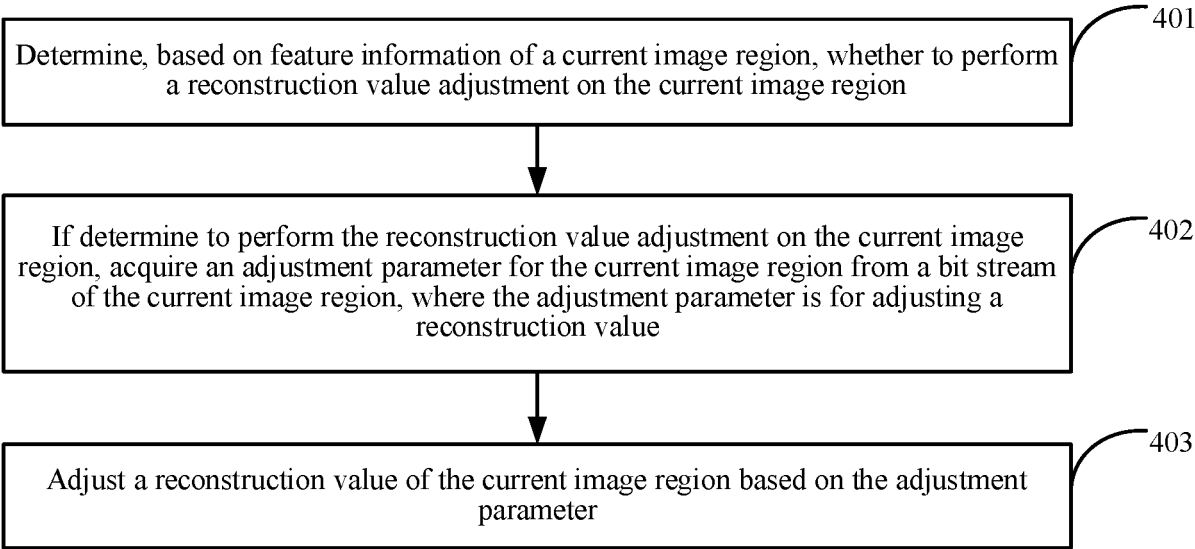 401
Determine, based on feature information of a current image region, whether to perform
a reconstruction value adjustment on the current image region
402
If determine to perform the reconstruction value adjustment on the current image
region, acquire an adjustment parameter for the current image region from a bit stream
of the current image region, where the adjustment parameter is for adjusting a
reconstruction value
403
Adjust a reconstruction value of the current image region based on the adjustment
parameter